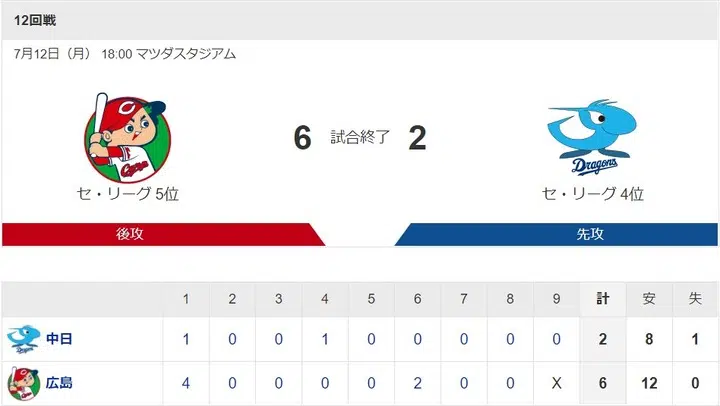 12回戦
7月12日（月） 18:00 マツダスタジアム
6 試合終了 2
Carp
Dragons
セ・リーグ 5位 セ・リーグ 4位
後攻 先攻
1 2 3 4 5 6 7 8 9 計 安 失
Dragons 中日 1 0 0 1 0 0 0 0 0 2 8 1
広島 4 0 0 0 0 2 0 0 X 6 12 0